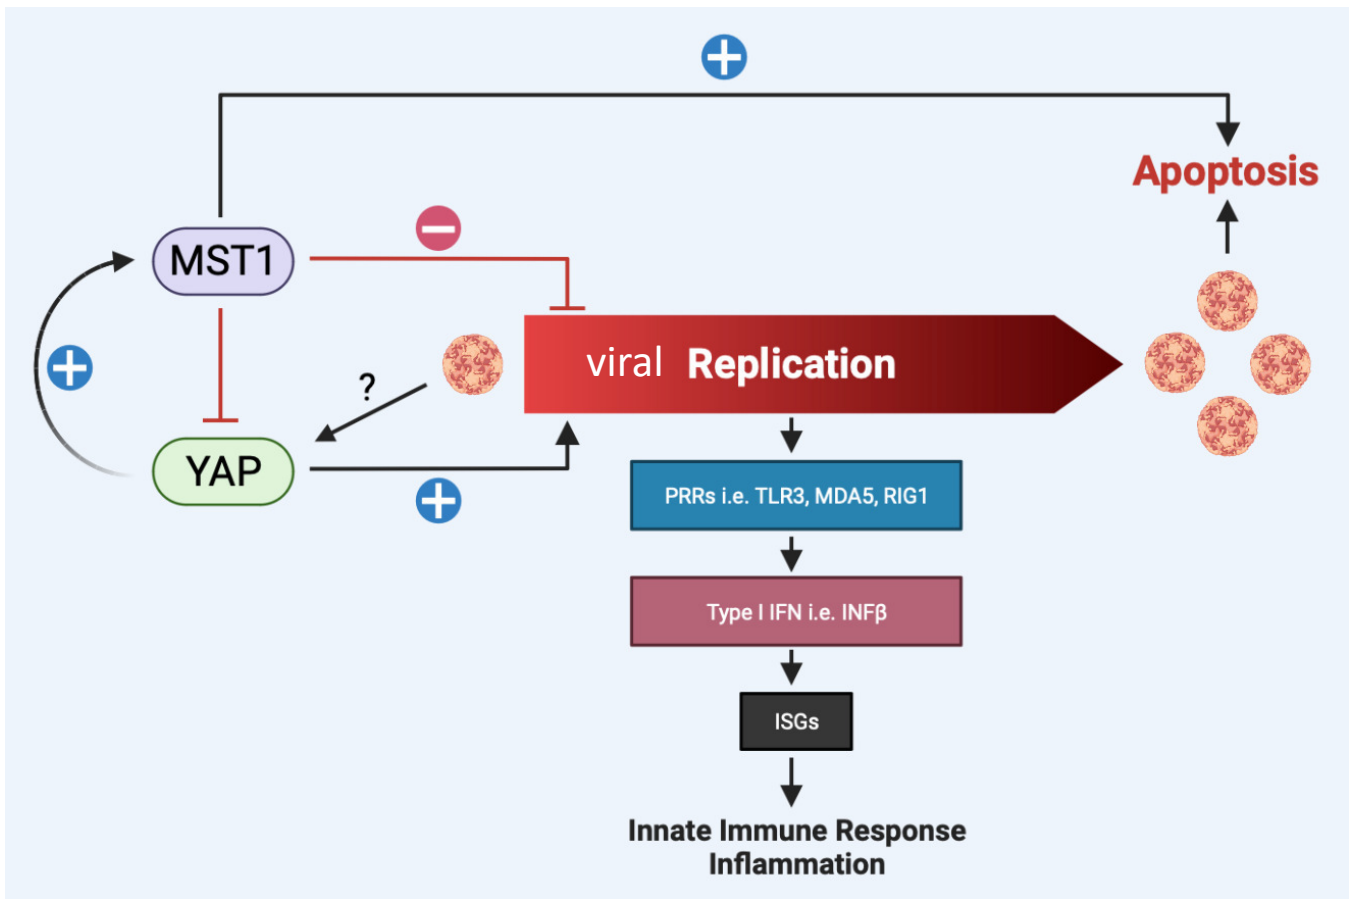 Apoptosis
MST1
viral Replication
?
YAP
PRRs i.e. TLR3, MDA5, RIG1
Type I IFN i.e. INFβ
ISGs
Innate Immune Response
Inflammation